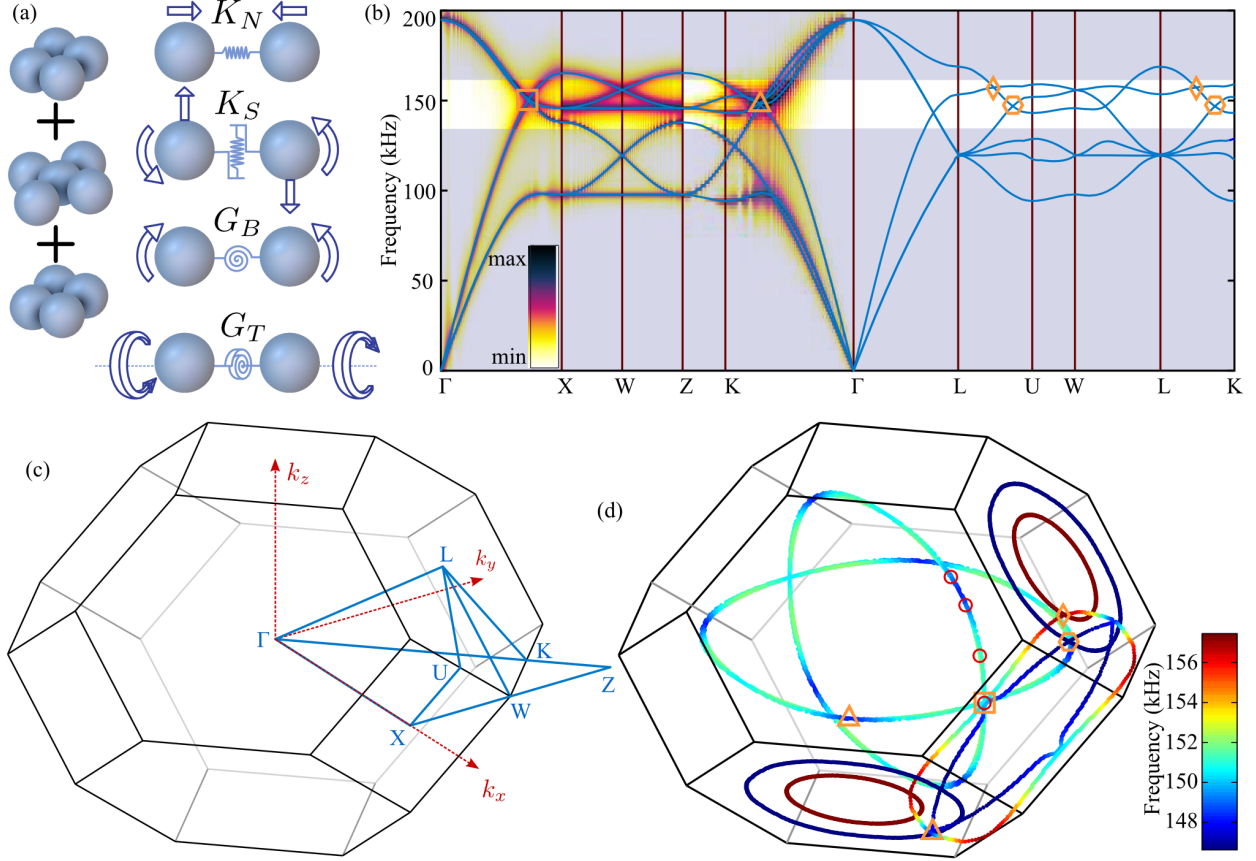 (a)
K_N
K_S
G_B
G_T
(b)
Frequency (kHz)
200
150
100
50
0
max
min
Γ X W Z K Γ L U W L K
(c)
k_z
k_y
k_x
L
Γ
K
U
Z
W
X
(d)
Frequency (kHz)
156
154
152
150
148